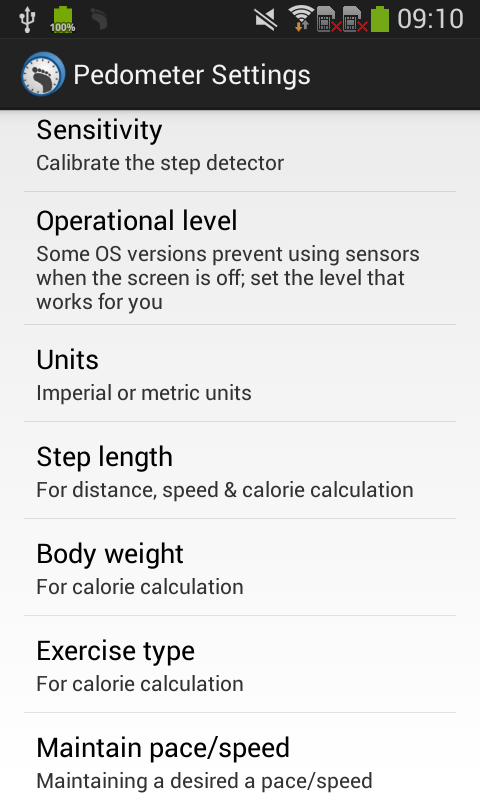 100%
09:10
Pedometer Settings
Sensitivity
Calibrate the step detector
Operational level
Some OS versions prevent using sensors
when the screen is off; set the level that
works for you
Units
Imperial or metric units
Step length
For distance, speed & calorie calculation
Body weight
For calorie calculation
Exercise type
For calorie calculation
Maintain pace/speed
Maintaining a desired a pace/speed